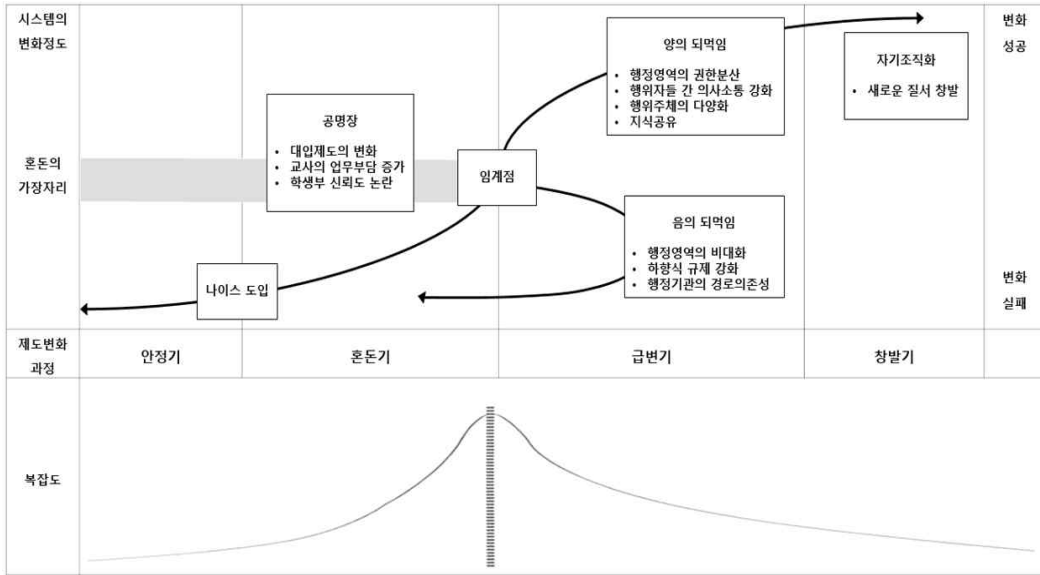 시스템의
변화정도
변화
성공
양의 되먹임
• 행정영역의 권한분산
• 행위자들 간 의사소통 강화
• 행위주체의 다양화
• 지식공유
자기조직화
• 새로운 질서 창발
공명장
• 대입제도의 변화
• 교사의 업무부담 증가
• 학생부 신뢰도 논란
혼돈의
가장자리
임계점
음의 되먹임
• 행정영역의 비대화
• 하향식 규제 강화
• 행정기관의 경로의존성
나이스 도입
변화
실패
제도변화
과정
안정기
혼돈기
급변기
창발기
복잡도